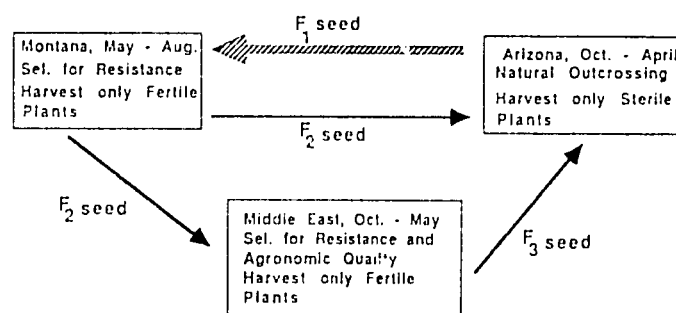 F1 seed
Montana, May - Aug.
Sel. for Resistance
Harvest only Fertile
Plants
Arizona, Oct. - April
Natural Outcrossing
Harvest only Sterile
Plants
F2 seed
F2 seed
Middle East, Oct. - May
Sel. for Resistance and
Agronomic Quality
Harvest only Fertile
Plants
F3 seed